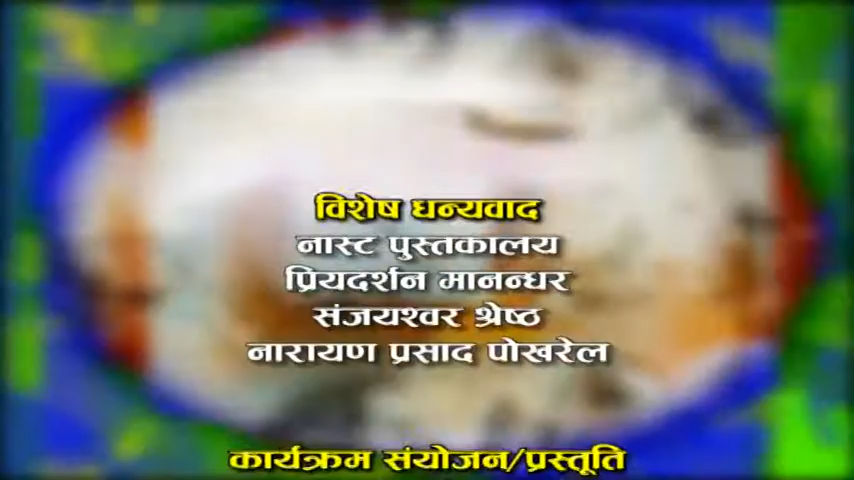 विशेष धन्यवाद
नास्ट पुस्तकालय
प्रियदर्शन मानन्धर
संजयश्वर श्रेष्ठ
नारायण प्रसाद पोखरेल
कार्यक्रम संयोजन/प्रस्तूति